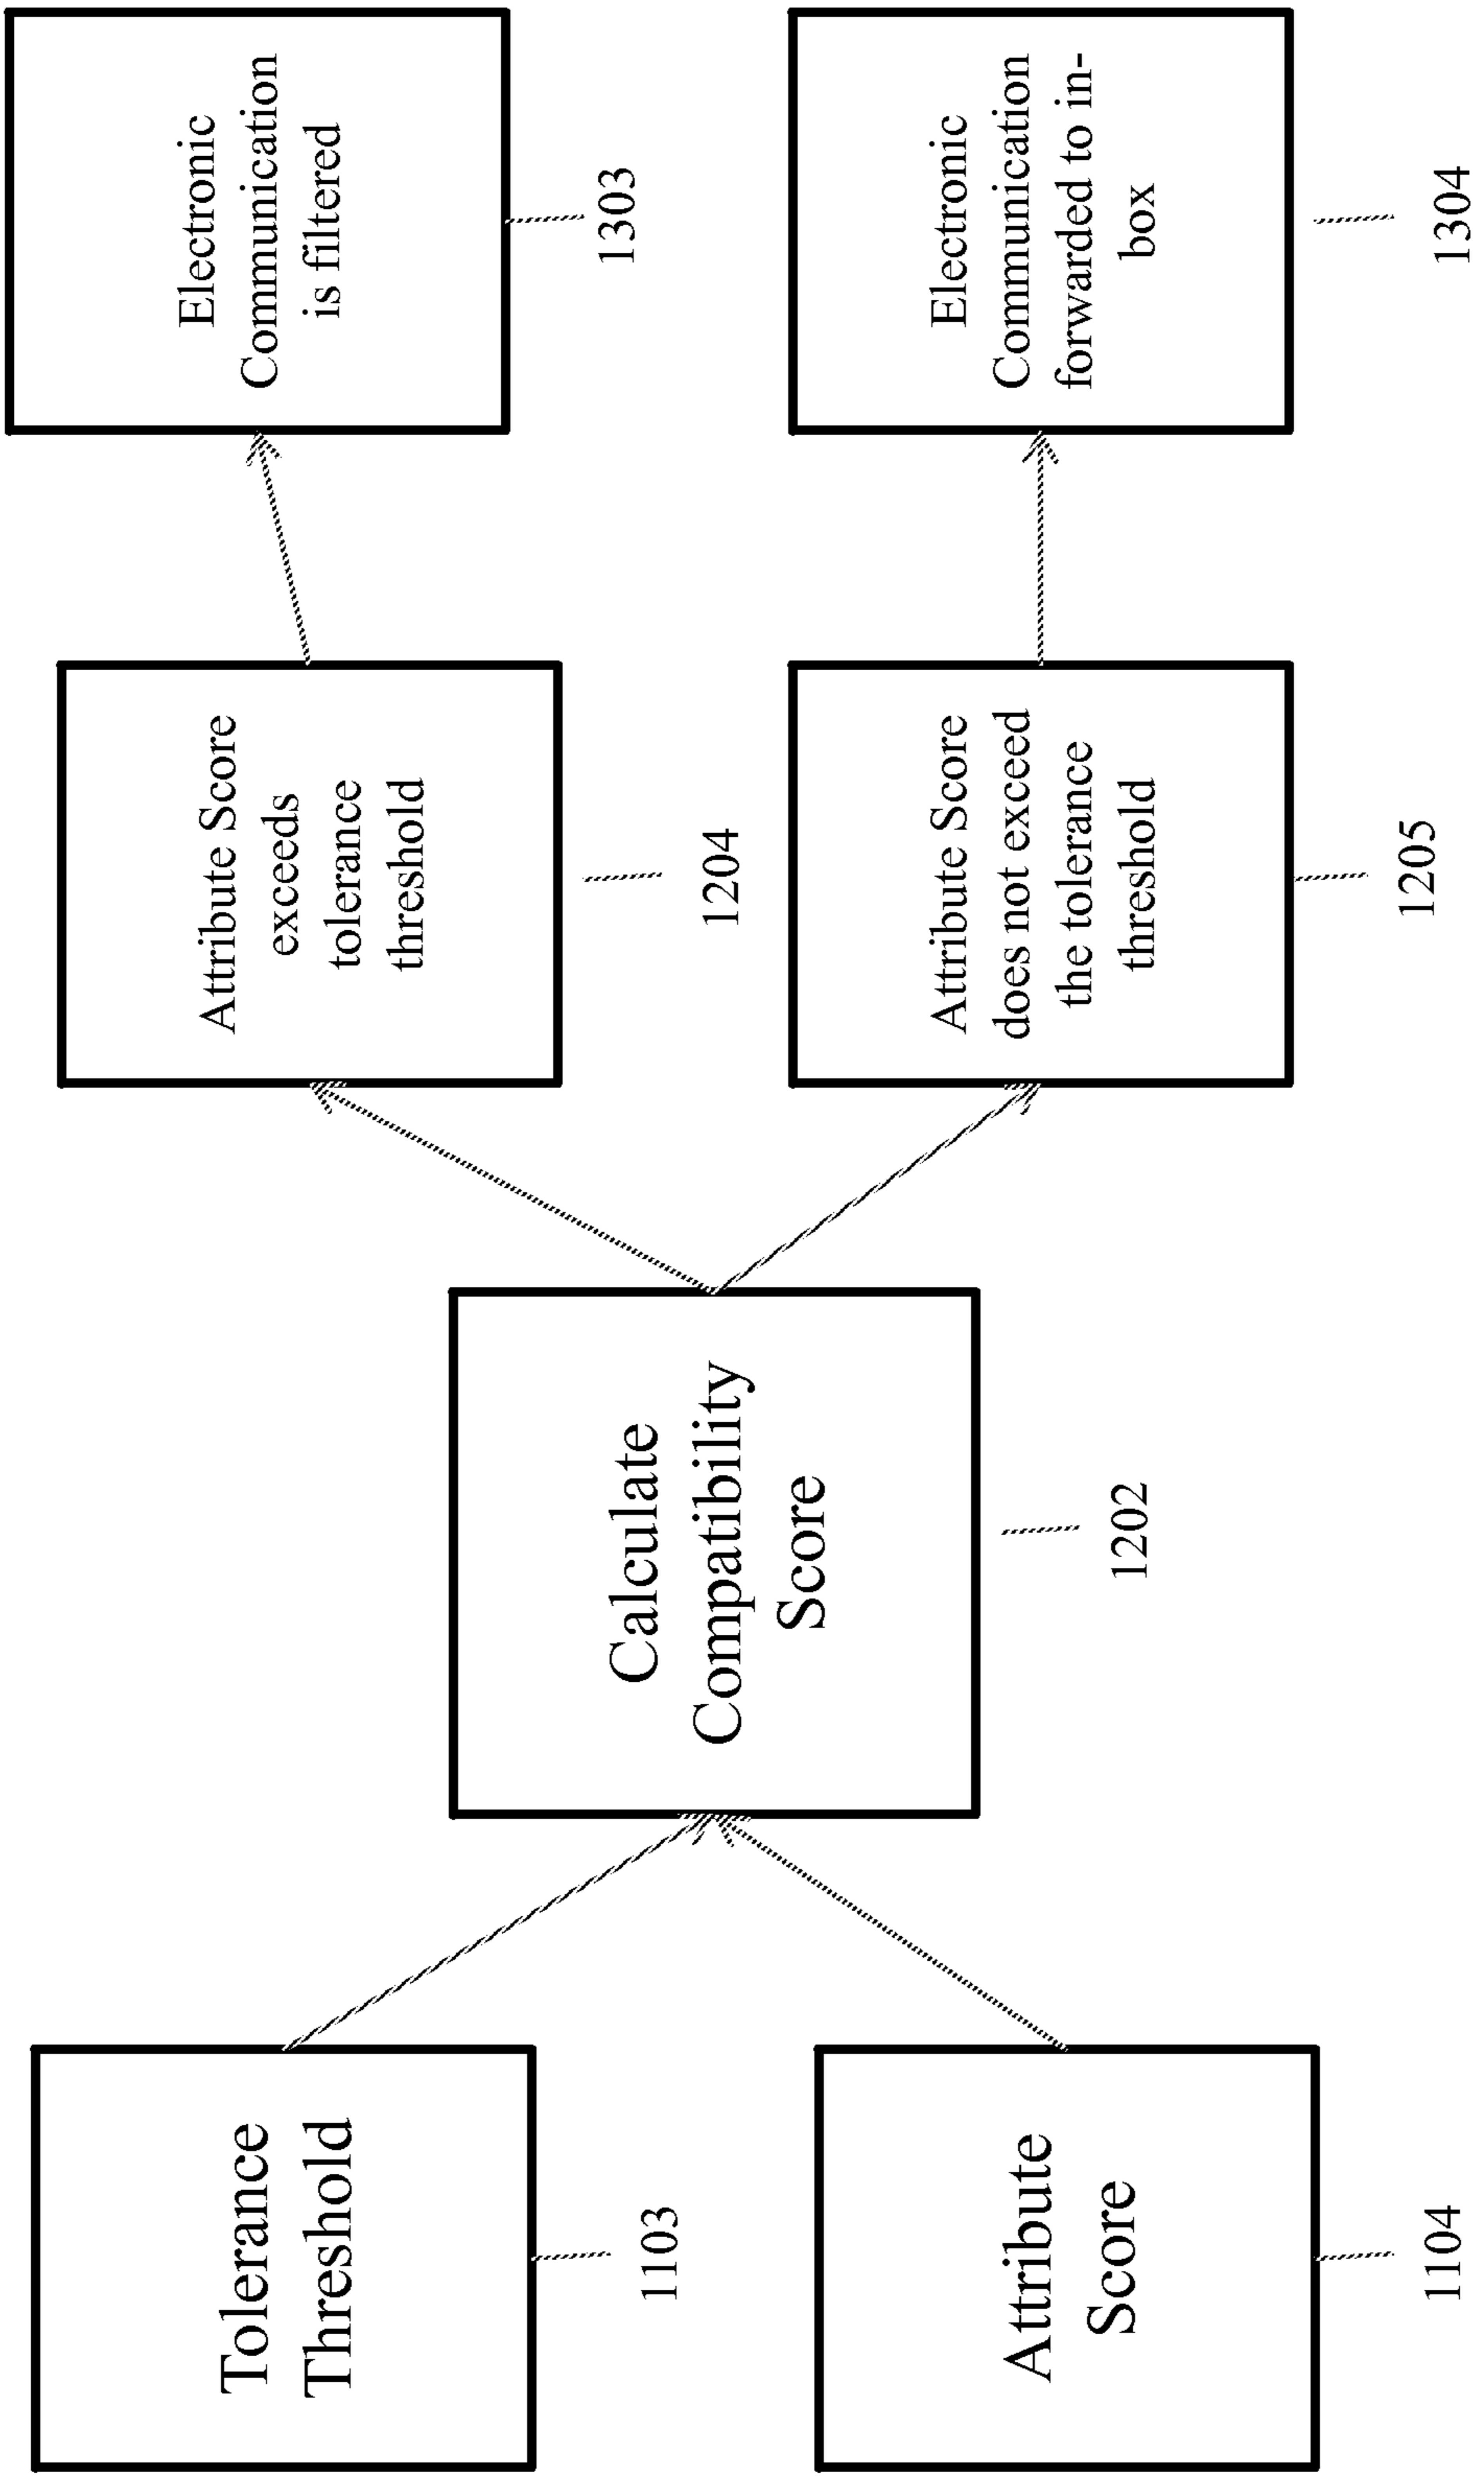 Tolerance
Threshold
1103
Attribute
Score
1104
Calculate
Compatibility
Score
1202
Attribute Score
exceeds
tolerance
threshold
1204
Attribute Score
does not exceed
the tolerance
threshold
1205
Electronic
Communication
is filtered
1303
Electronic
Communication
forwarded to in-
box
1304